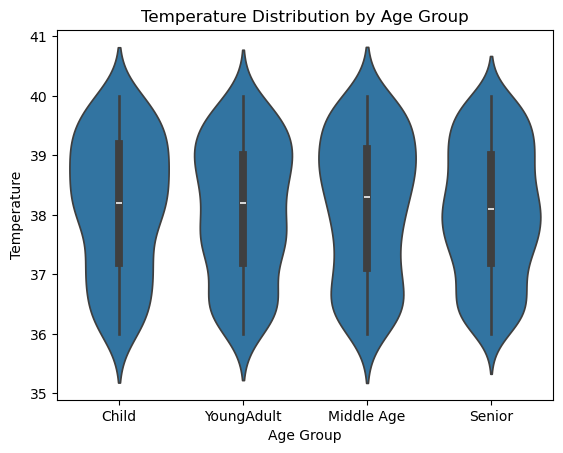 Temperature Distribution by Age Group
41
40
39
38
37
36
35
Temperature
Child YoungAdult Middle Age Senior
Age Group